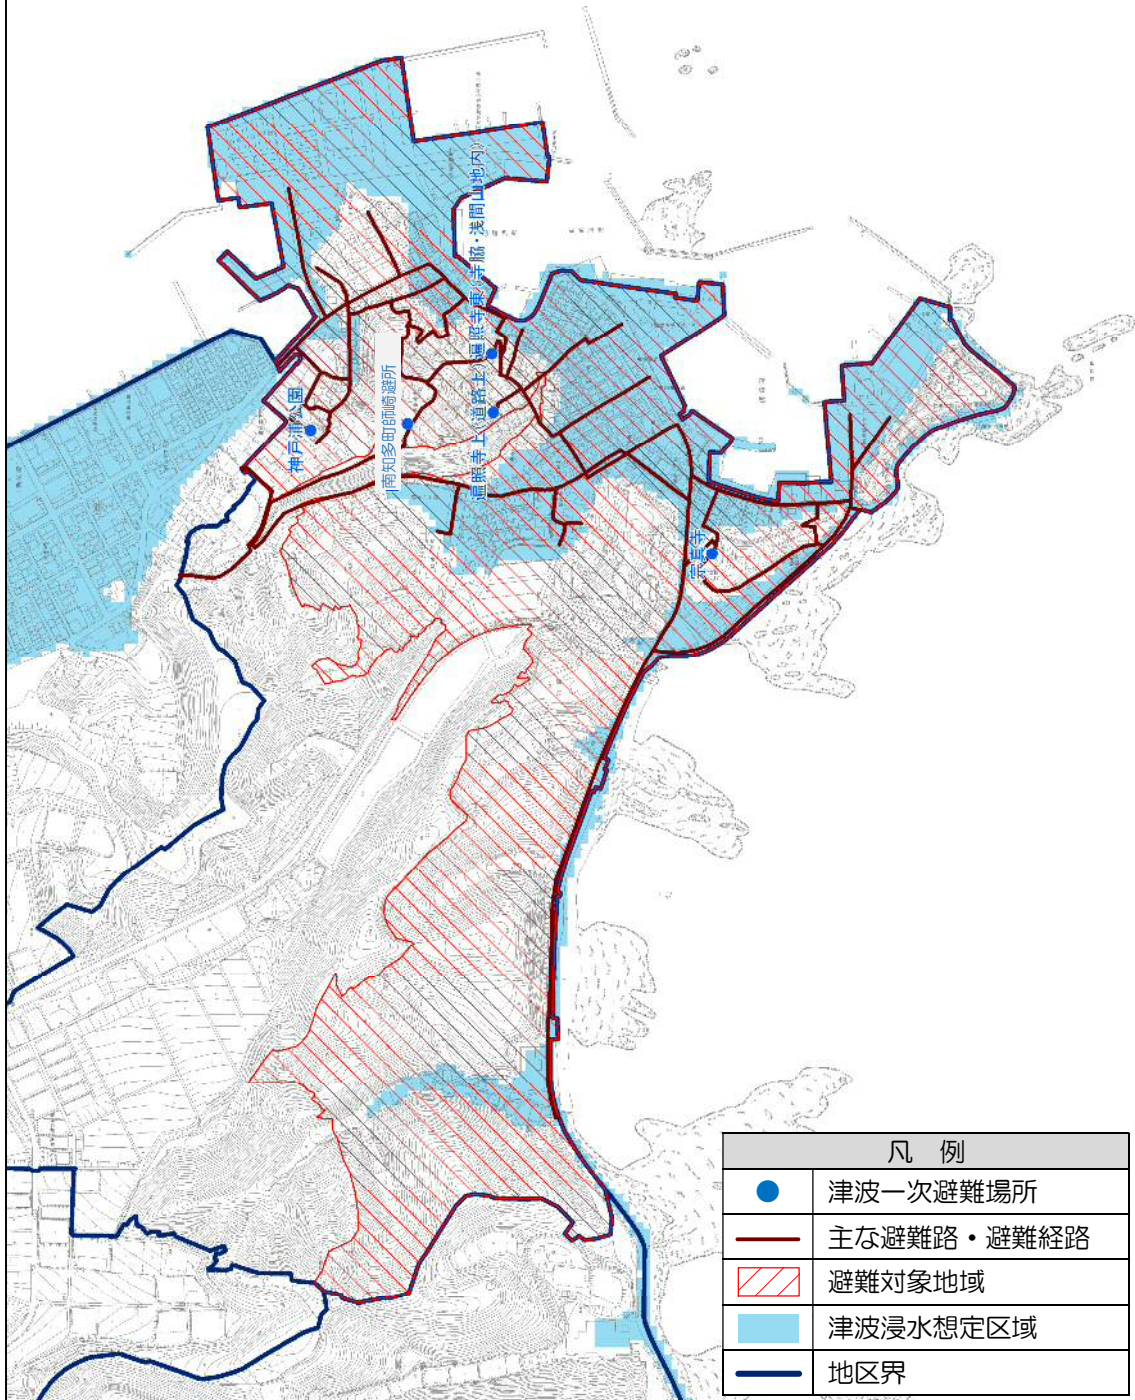 神戸浦公園
南知多町師崎避難所
遍照寺上(道路上)
遍照寺東(寺脇・浅間山地内)
宗真寺
凡 例
津波一次避難場所
主な避難路・避難経路
避難対象地域
津波浸水想定区域
地区界